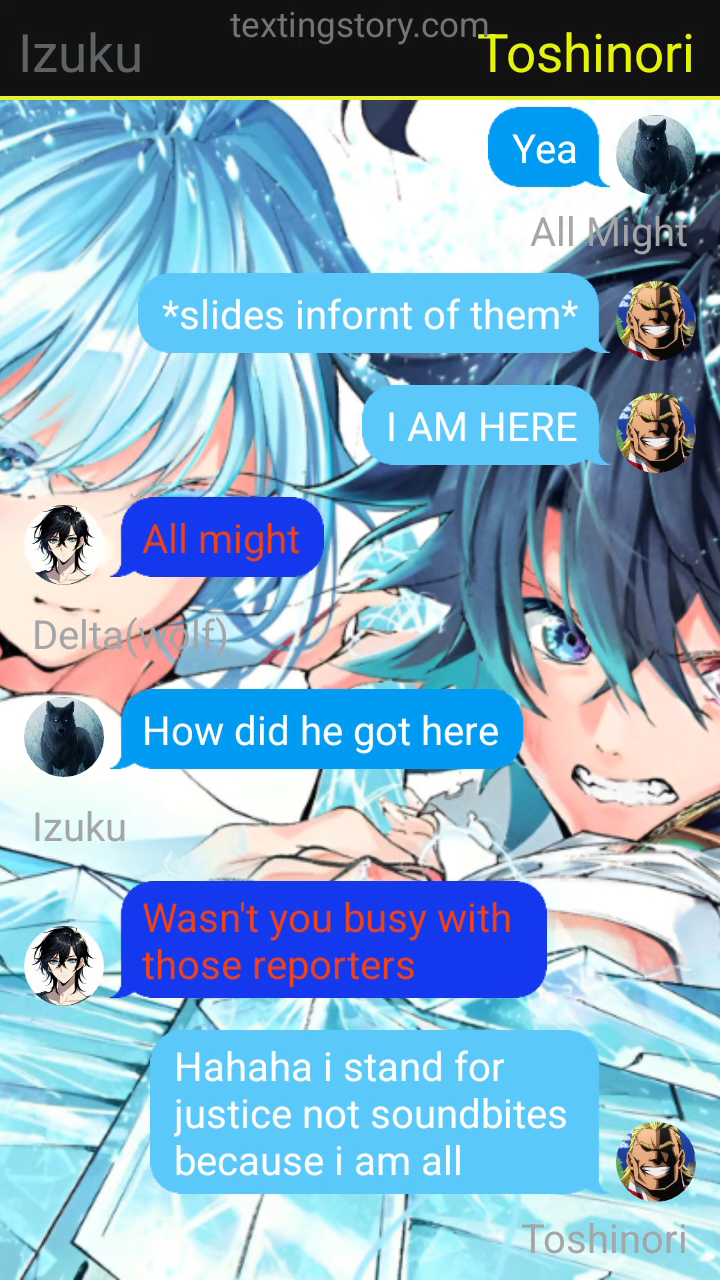 textingstory.com
Izuku
Toshinori
Yea
All Might
*slides infornt of them*
I AM HERE
All might
Delta(wolf)
How did he got here
Izuku
Wasn't you busy with
those reporters
Hahaha i stand for
justice not soundbites
because i am all
Toshinori